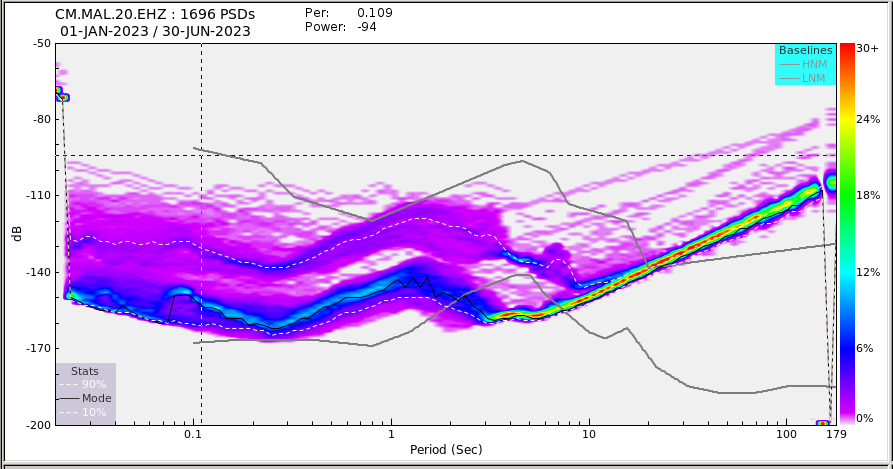 CM.MAL.20.EHZ : 1696 PSDs
01-JAN-2023 / 30-JUN-2023
Per: 0.109
Power: -94
Baselines
HNM
LNM
30+
24%
18%
12%
6%
0%
-50
-80
-110
-140
-170
-200
dB
Stats
90%
Mode
10%
0.1 1 10 100 179
Period (Sec)